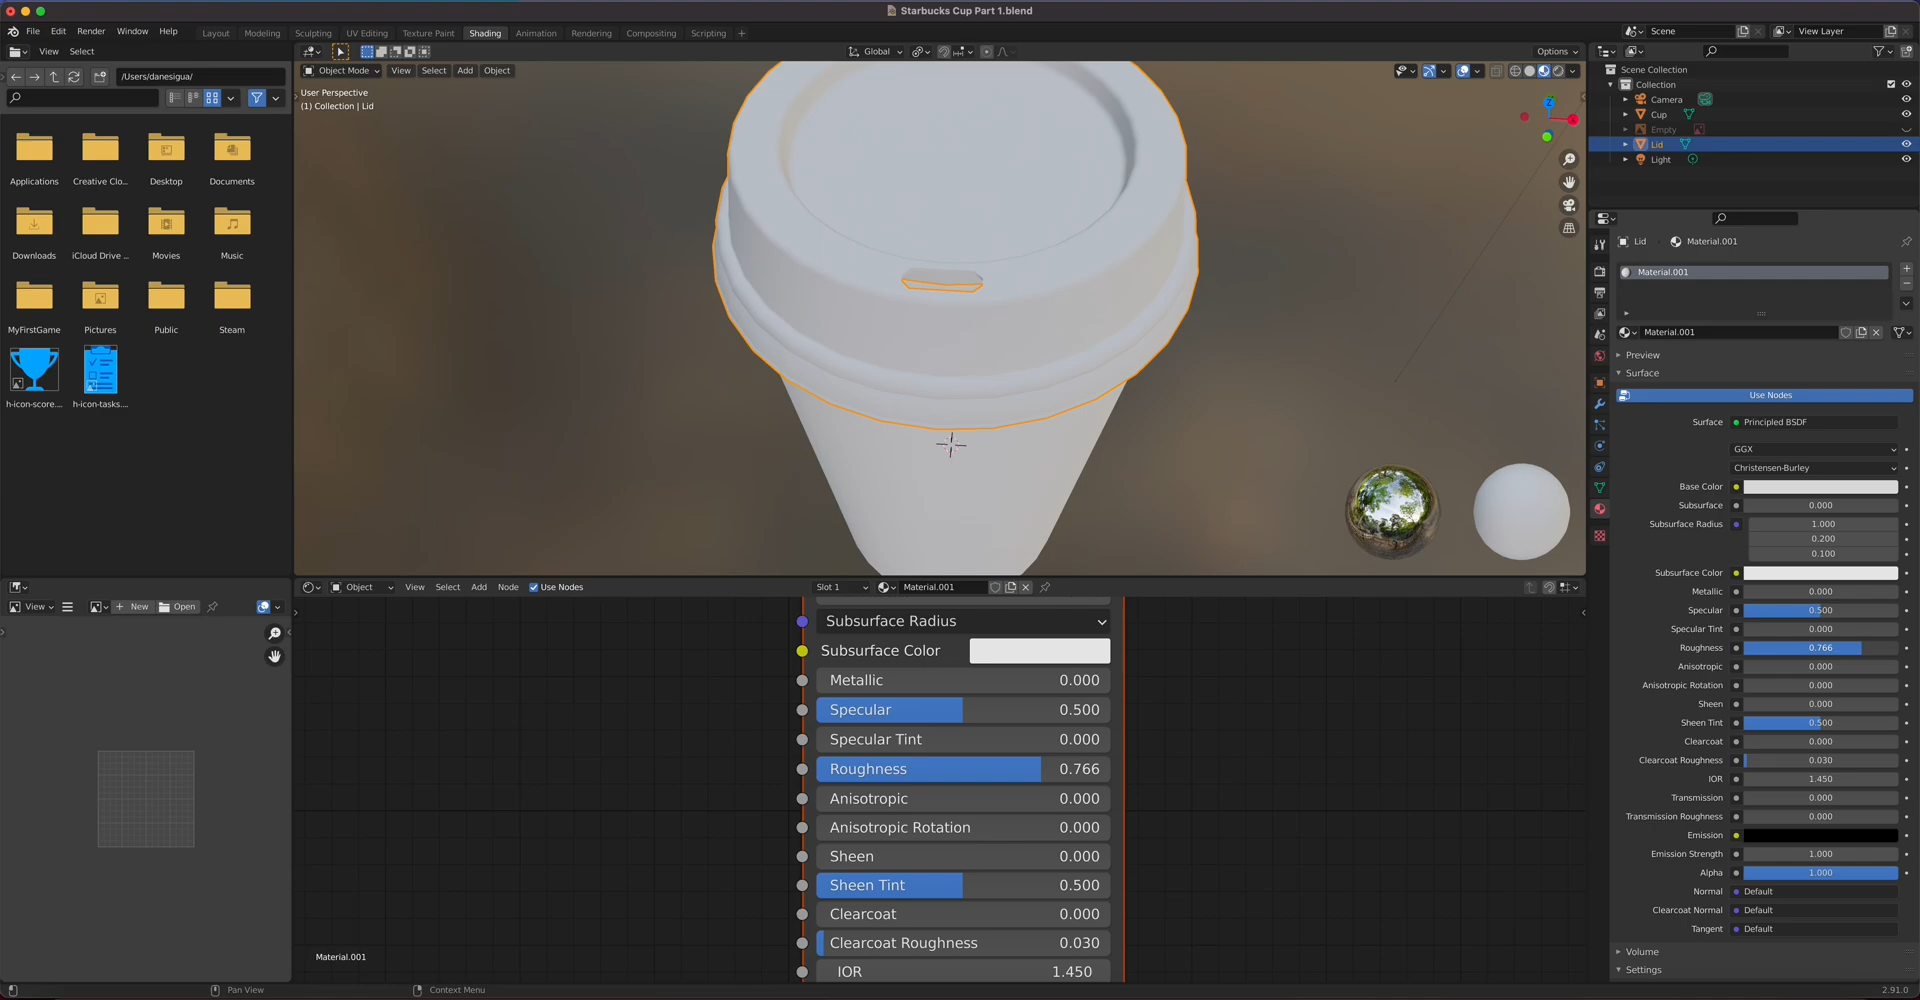 Starbucks Cup Part 1.blend
File Edit Render Window Help
Layout Modeling Sculpting UV Editing Texture Paint Shading Animation Rendering Compositing Scripting +
Scene
View Layer
View Select
Global
Options
/Users/danesigua/
Object Mode View Select Add Object
User Perspective
(1) Collection | Lid
Applications
Creative Clo...
Desktop
Documents
Downloads
iCloud Drive ...
Movies
Music
MyFirstGame
Pictures
Public
Steam
h-icon-score....
h-icon-tasks....
Z
X
Scene Collection
Collection
Camera
Cup
Empty
Lid
Light
Lid
Material.001
Material.001
Material.001
Preview
Surface
Use Nodes
Surface Principled BSDF
GGX
Christensen-Burley
Base Color
Subsurface 0.000
Subsurface Radius 1.000
0.200
0.100
Subsurface Color
Metallic 0.000
Specular 0.500
Specular Tint 0.000
Roughness 0.766
Anisotropic 0.000
Anisotropic Rotation 0.000
Sheen 0.000
Sheen Tint 0.500
Clearcoat 0.000
Clearcoat Roughness 0.030
IOR 1.450
Transmission 0.000
Transmission Roughness 0.000
Emission
Emission Strength 1.000
Alpha 1.000
Normal Default
Clearcoat Normal Default
Tangent Default
Volume
Settings
View
New
Open
Object View Select Add Node Use Nodes
Slot 1
Material.001
Subsurface Radius
Subsurface Color
Metallic 0.000
Specular 0.500
Specular Tint 0.000
Roughness 0.766
Anisotropic 0.000
Anisotropic Rotation 0.000
Sheen 0.000
Sheen Tint 0.500
Clearcoat 0.000
Clearcoat Roughness 0.030
IOR 1.450
Material.001
Pan View
Context Menu
2.91.0